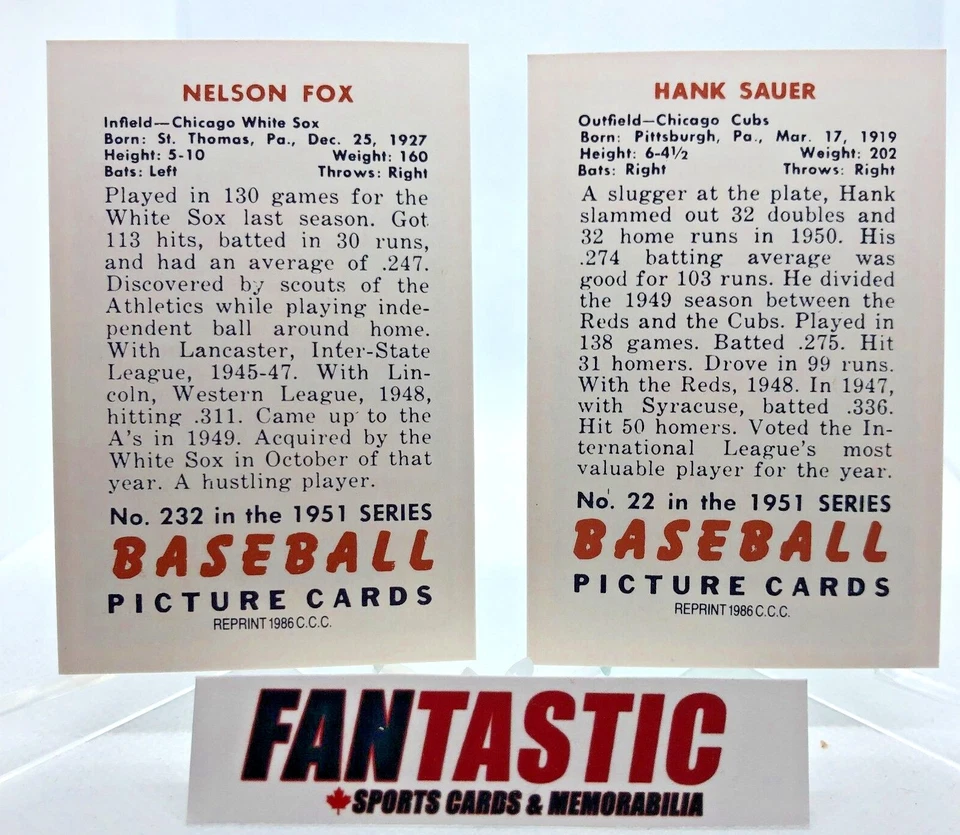 NELSON FOX
Infield—Chicago White Sox
Born: St. Thomas, Pa., Dec. 25, 1927
Height: 5-10 Weight: 160
Bats: Left Throws: Right
Played in 130 games for the
White Sox last season. Got
113 hits, batted in 30 runs,
and had an average of .247.
Discovered by scouts of the
Athletics while playing inde-
pendent ball around home.
With Lancaster, Inter-State
League, 1945-47. With Lin-
coln, Western League, 1948,
hitting .311. Came up to the
A's in 1949. Acquired by the
White Sox in October of that
year. A hustling player.
No. 232 in the 1951 SERIES
BASEBALL
PICTURE CARDS
REPRINT 1986 C.C.C.
HANK SAUER
Outfield—Chicago Cubs
Born: Pittsburgh, Pa., Mar. 17, 1919
Height: 6-4½ Weight: 202
Bats: Right Throws: Right
A slugger at the plate, Hank
slammed out 32 doubles and
32 home runs in 1950. His
.274 batting average was
good for 103 runs. He divided
the 1949 season between the
Reds and the Cubs. Played in
138 games. Batted .275. Hit
31 homers. Drove in 99 runs.
With the Reds, 1948. In 1947,
with Syracuse, batted .336.
Hit 50 homers. Voted the In-
ternational League's most
valuable player for the year.
No. 22 in the 1951 SERIES
BASEBALL
PICTURE CARDS
REPRINT 1986 C.C.C.
FANTASTIC
SPORTS CARDS & MEMORABILIA